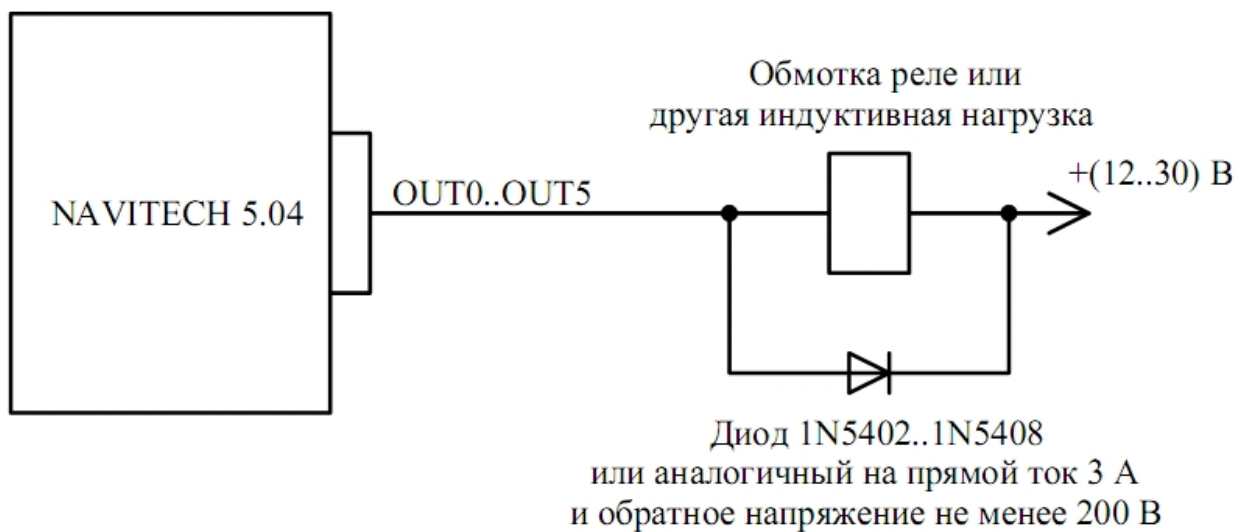 Обмотка реле или
другая индуктивная нагрузка
+(12..30) В
OUT0..OUT5
NAVITECH 5.04
Диод 1N5402..1N5408
или аналогичный на прямой ток 3 А
и обратное напряжение не менее 200 В